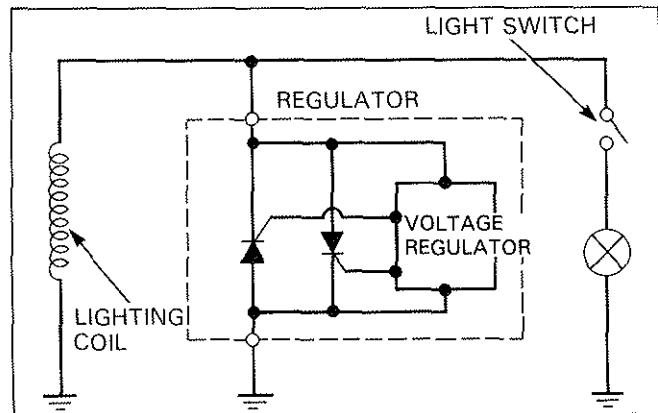 LIGHT SWITCH
REGULATOR
VOLTAGE
REGULATOR
LIGHTING
COIL